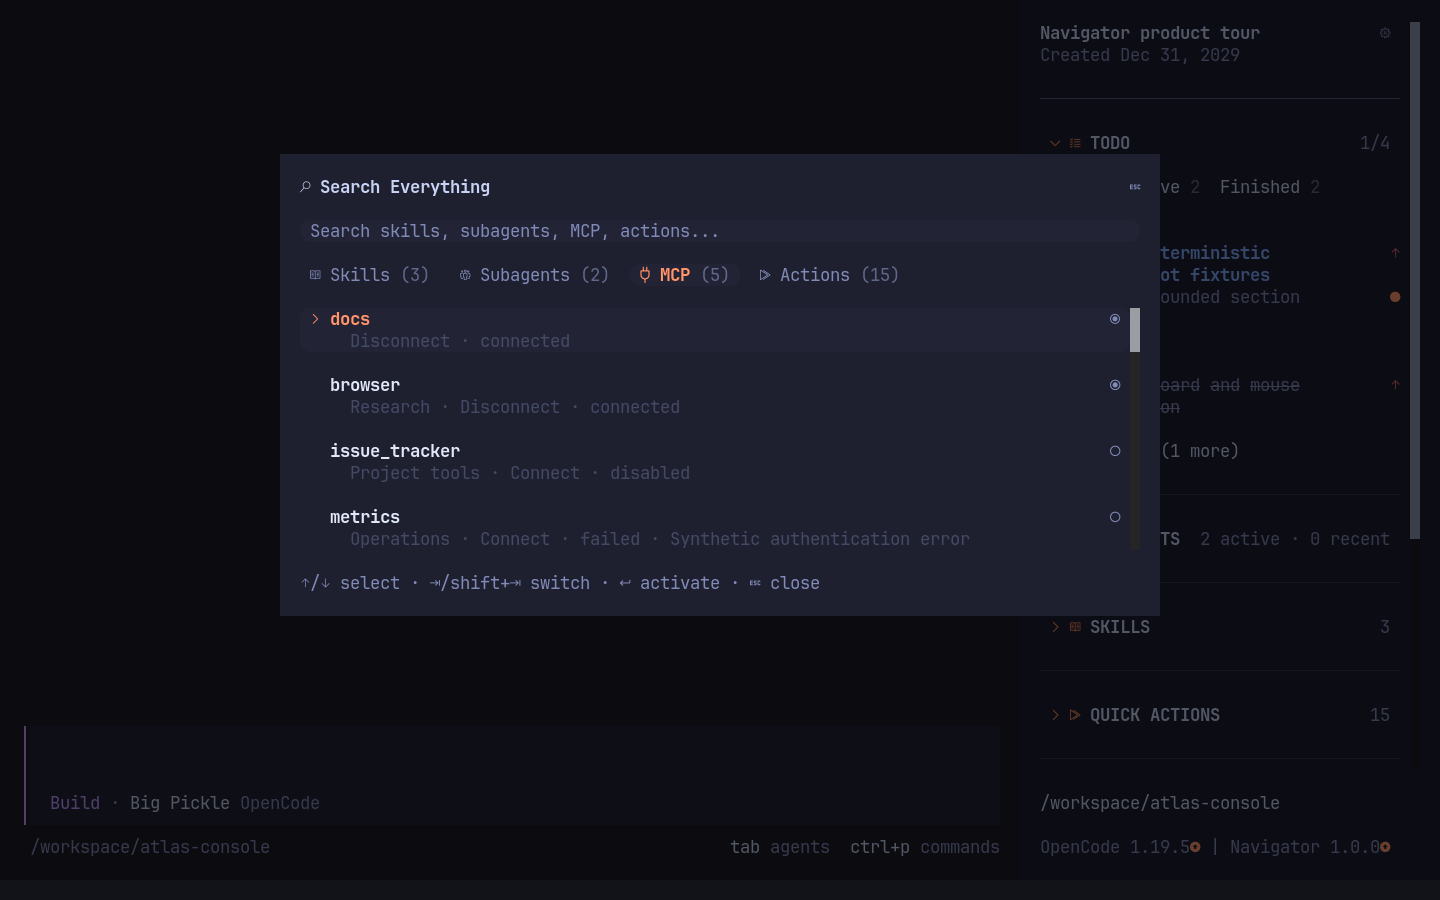 Navigator product tour
Created Dec 31, 2029
TODO 1/4
Search Everything ESC
ve 2 Finished 2
Search skills, subagents, MCP, actions...
terministic ↑
Skills (3) Subagents (2) MCP (5) Actions (15)
ot fixtures
ounded section
> docs
Disconnect · connected
browser
oard and mouse ↑
Research · Disconnect · connected
on
issue_tracker
(1 more)
Project tools · Connect · disabled
metrics
Operations · Connect · failed · Synthetic authentication error
TS 2 active · 0 recent
↑/↓ select · ⇥/shift+⇥ switch · ↵ activate · ESC close
> SKILLS 3
> QUICK ACTIONS 15
Build · Big Pickle OpenCode
/workspace/atlas-console
/workspace/atlas-console tab agents ctrl+p commands
OpenCode 1.19.5 | Navigator 1.0.0